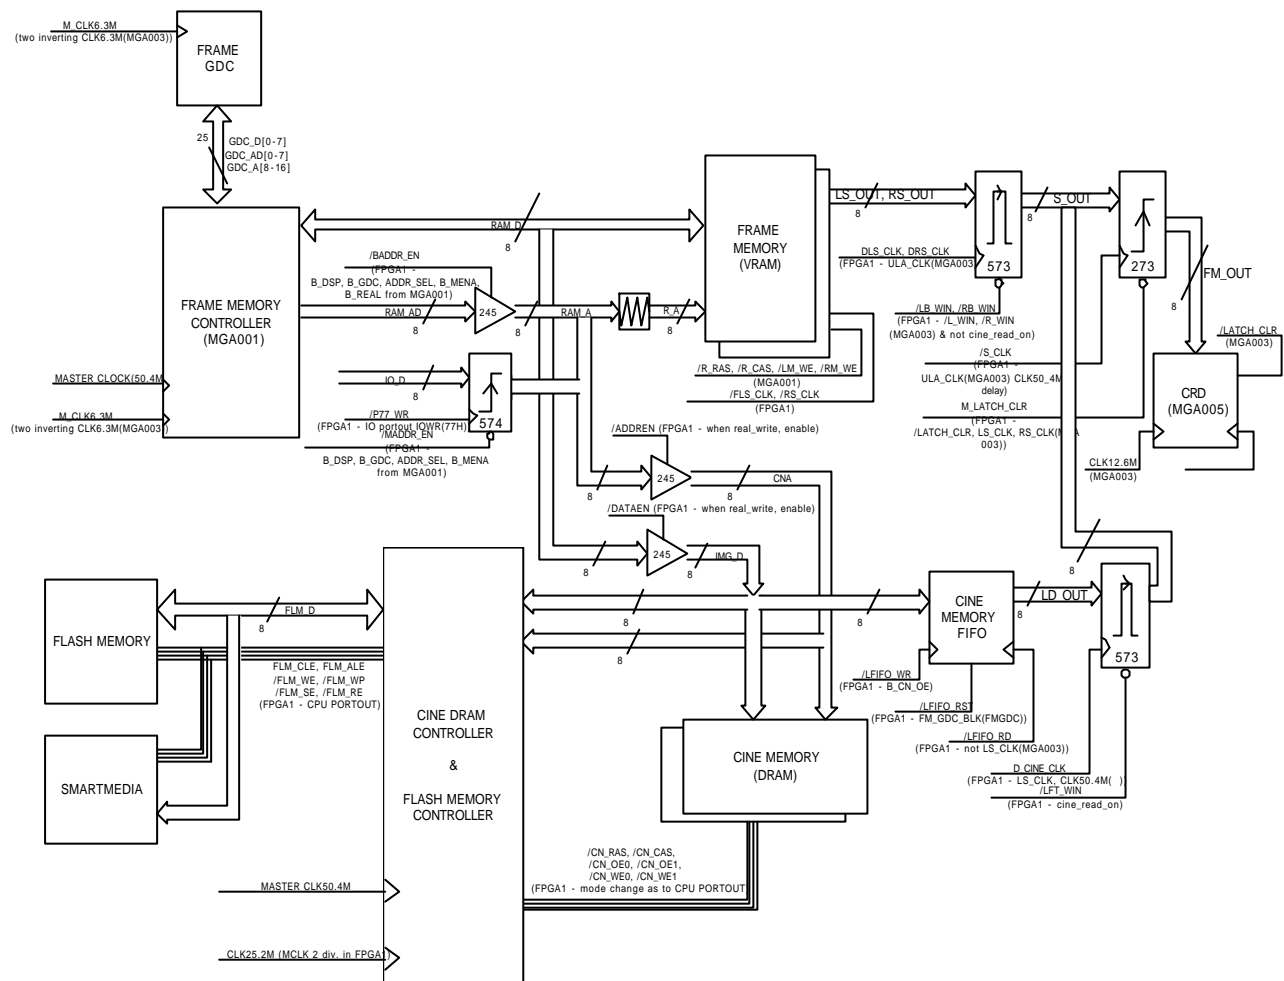 M_CLK6.3M
(two inverting CLK6.3M(MGA003))
FRAME
GDC
25
GDC_D[0-7]
GDC_AD[0-7]
GDC_A[8-16]
RAM_D
8
/BADDR_EN
(FPGA1 -
B_DSP, B_GDC, ADDR_SEL, B_MENA,
B_REAL from MGA001)
FRAME MEMORY
CONTROLLER
(MGA001)
RAM_AD
8
245
8
RAM_A
R_A
8
FRAME
MEMORY
(VRAM)
LS_OUT, RS_OUT
8
DLS_CLK, DRS_CLK
(FPGA1 - ULA_CLK(MGA003
573
8
S_OUT
273
FM_OUT
8
/LB_WIN, /RB_WIN
(FPGA1 - /L_WIN, /R_WIN
(MGA003) & not cine_read_on)
/LATCH_CLR
(MGA003)
/S_CLK
(FPGA1 -
ULA_CLK(MGA003) CLK50_4M
delay)
CRD
(MGA005)
M_LATCH_CLR
(FPGA1 -
/LATCH_CLR, LS_CLK, RS_CLK(MGA
003))
CLK12.6M
(MGA003)
MASTER CLOCK(50.4M)
M_CLK6.3M
(two inverting CLK6.3M(MGA003)
IO_D
8
/P77_WR
(FPGA1 - IO portout IOWR(77H)
574
/MADDR_EN
(FPGA1 -
B_DSP, B_GDC, ADDR_SEL, B_MENA
from MGA001)
/R_RAS, /R_CAS, /LM_WE, /RM_WE
(MGA001)
/FLS_CLK, /RS_CLK
(FPGA1)
/ADDREN (FPGA1 - when real_write, enable)
8
245
8
CNA
/DATAEN (FPGA1 - when real_write, enable)
8
245
8
IMG_D
8
FLASH MEMORY
FLM_D
8
8
8
8
CINE
MEMORY
FIFO
8
LD_OUT
573
FLM_CLE, FLM_ALE
/FLM_WE, /FLM_WP
/FLM_SE, /FLM_RE
(FPGA1 - CPU PORTOUT)
/LFIFO_WR
(FPGA1 - B_CN_OE)
/LFIFO_RST
(FPGA1 - FM_GDC_BLK(FMGDC))
/LFIFO_RD
(FPGA1 - not LS_CLK(MGA003))
D_CINE_CLK
(FPGA1 - LS_CLK, CLK50.4M( ))
/LFT_WIN
(FPGA1 - cine_read_on)
SMARTMEDIA
CINE DRAM
CONTROLLER
&
FLASH MEMORY
CONTROLLER
CINE MEMORY
(DRAM)
/CN_RAS, /CN_CAS,
/CN_OE0, /CN_OE1,
/CN_WE0, /CN_WE1
(FPGA1 - mode change as to CPU PORTOUT
MASTER CLK50.4M
CLK25.2M (MCLK 2 div. in FPGA1)